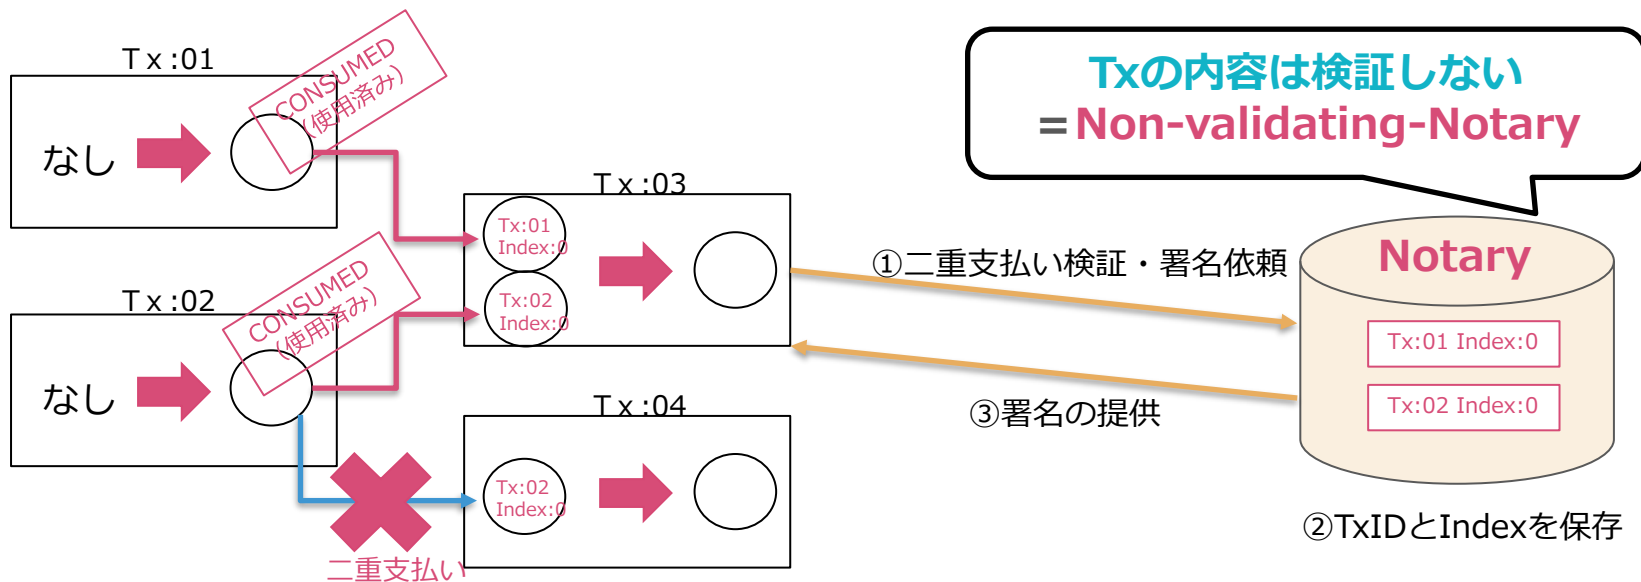 Ｔｘ:01
CONSUMED
（使用済み）
なし
Txの内容は検証しない
＝Non-validating-Notary
Ｔｘ:03
Tx:01
Index:0
Tx:02
Index:0
①二重支払い検証・署名依頼
Notary
Tx:01 Index:0
Tx:02 Index:0
③署名の提供
②TxIDとIndexを保存
Ｔｘ:02
CONSUMED
（使用済み）
なし
Ｔｘ:04
Tx:02
Index:0
二重支払い